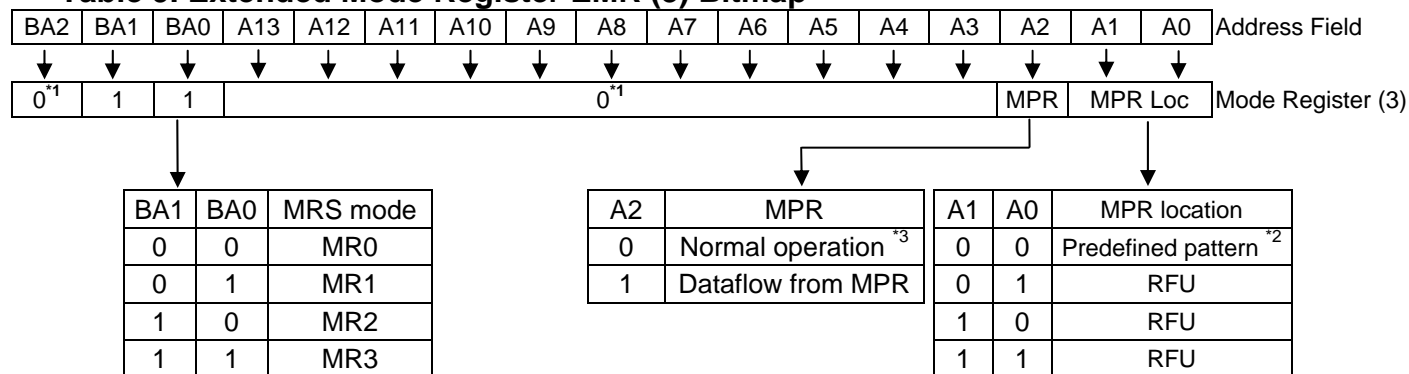 Table Extended Mode Register EMR (3) Bitmap
BA2 BA1 BA0 A13 A12 A11 A10 A9 A8 A7 A6 A5 A4 A3 A2 A1 A0 Address Field
0*1 1 1 0*1 MPR MPR Loc Mode Register (3)
BA1 BA0 MRS mode
0 0 MR0
0 1 MR1
1 0 MR2
1 1 MR3
A2 MPR
0 Normal operation *3
1 Dataflow from MPR
A1 A0 MPR location
0 0 Predefined pattern *2
0 1 RFU
1 0 RFU
1 1 RFU